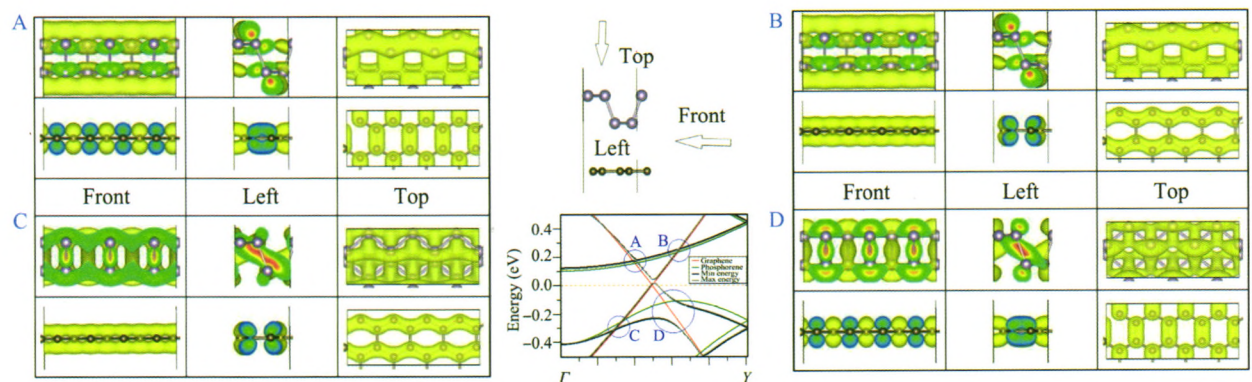 A
Front
Left
Top
C
Top
Front
Left
Energy (eV)
0.4
0.2
0.0
−0.2
−0.4
A
B
C
D
Graphene
Phosphorene
Min energy
Max energy
Γ
Y
B
Front
Left
Top
D